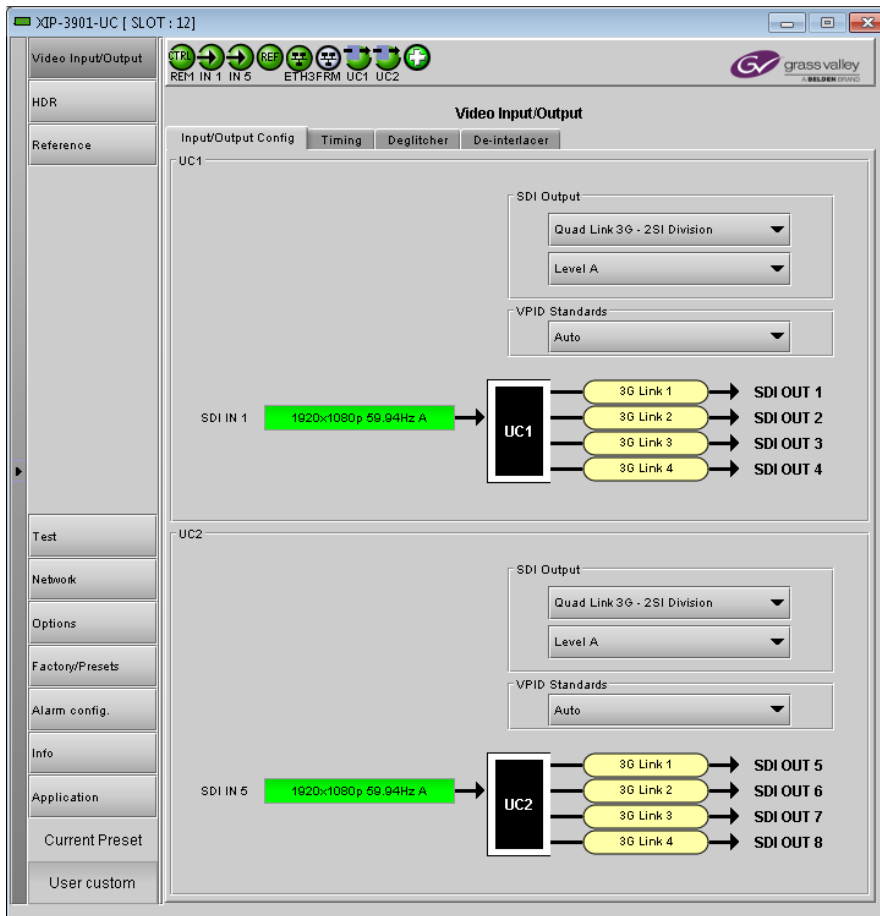 XIP-3901-UC [ SLOT : 12]
Video Input/Output
HDR
Reference
Test
Network
Options
Factory/Presets
Alarm config.
Info
Application
Current Preset
User custom
CTRL REF
REM IN 1 IN 5 ETH3FRM UC1 UC2
GV grass valley
A BELDEN BRAND
Video Input/Output
Input/Output Config Timing Deglitcher De-interlacer
UC1
SDI Output
Quad Link 3G - 2SI Division
Level A
VPID Standards
Auto
SDI IN 1
1920x1080p 59.94Hz A
UC1
3G Link 1 SDI OUT 1
3G Link 2 SDI OUT 2
3G Link 3 SDI OUT 3
3G Link 4 SDI OUT 4
UC2
SDI Output
Quad Link 3G - 2SI Division
Level A
VPID Standards
Auto
SDI IN 5
1920x1080p 59.94Hz A
UC2
3G Link 1 SDI OUT 5
3G Link 2 SDI OUT 6
3G Link 3 SDI OUT 7
3G Link 4 SDI OUT 8